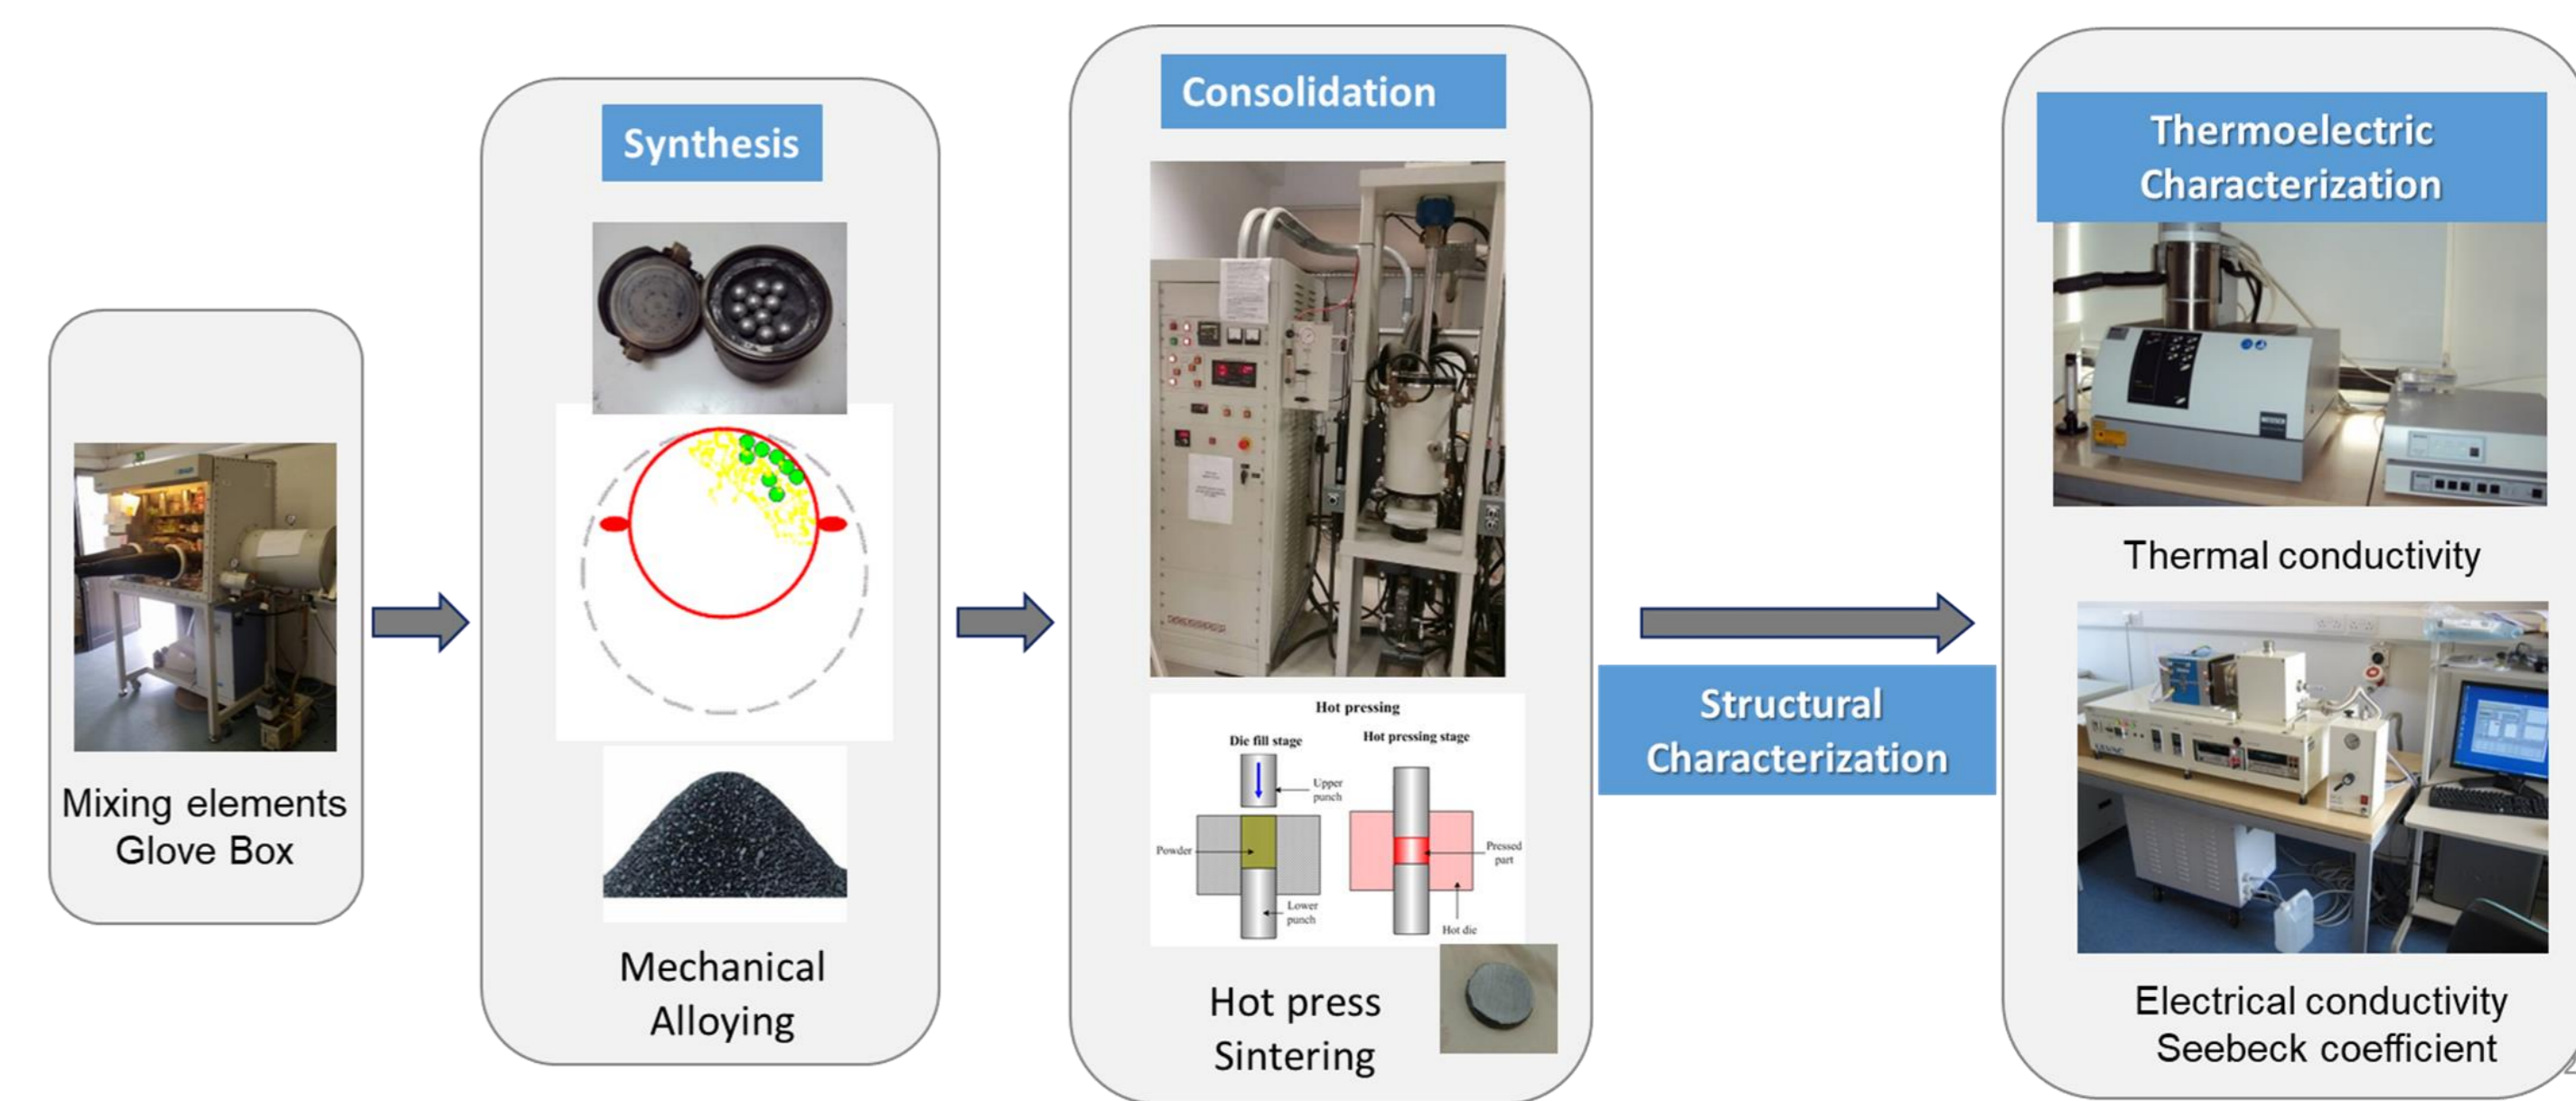 Mixing elements
Glove Box
Synthesis
Mechanical
Alloying
Consolidation
Hot pressing
Die fill stage
Hot pressing stage
Upper
punch
Powder
Pressed
part
Lower
punch
Hot die
Hot press
Sintering
Structural
Characterization
Thermoelectric
Characterization
Thermal conductivity
Electrical conductivity
Seebeck coefficient